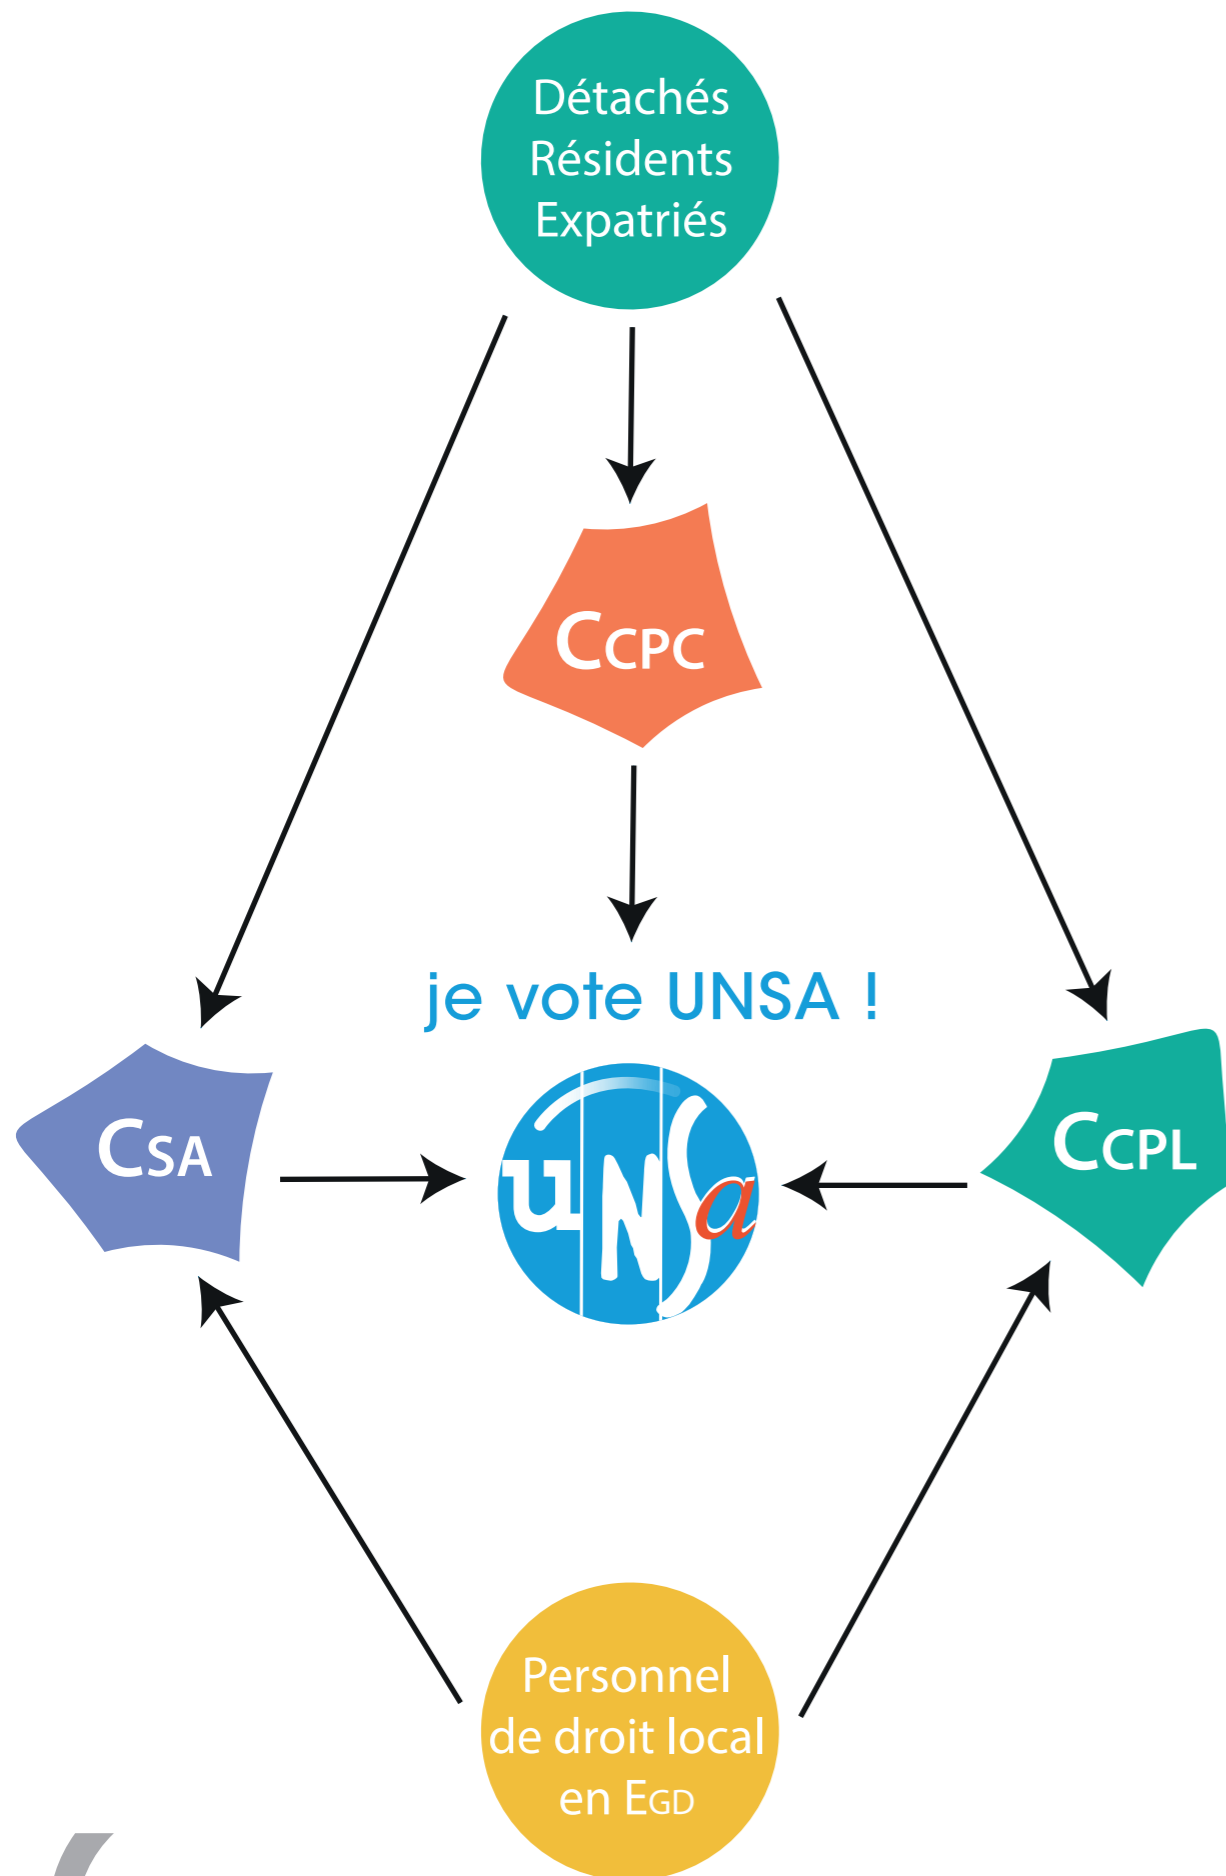 Détachés
Résidents
Expatriés
CCPC
je vote UNSA !
CSA
uNSa
CCPL
Personnel
de droit local
en EGD